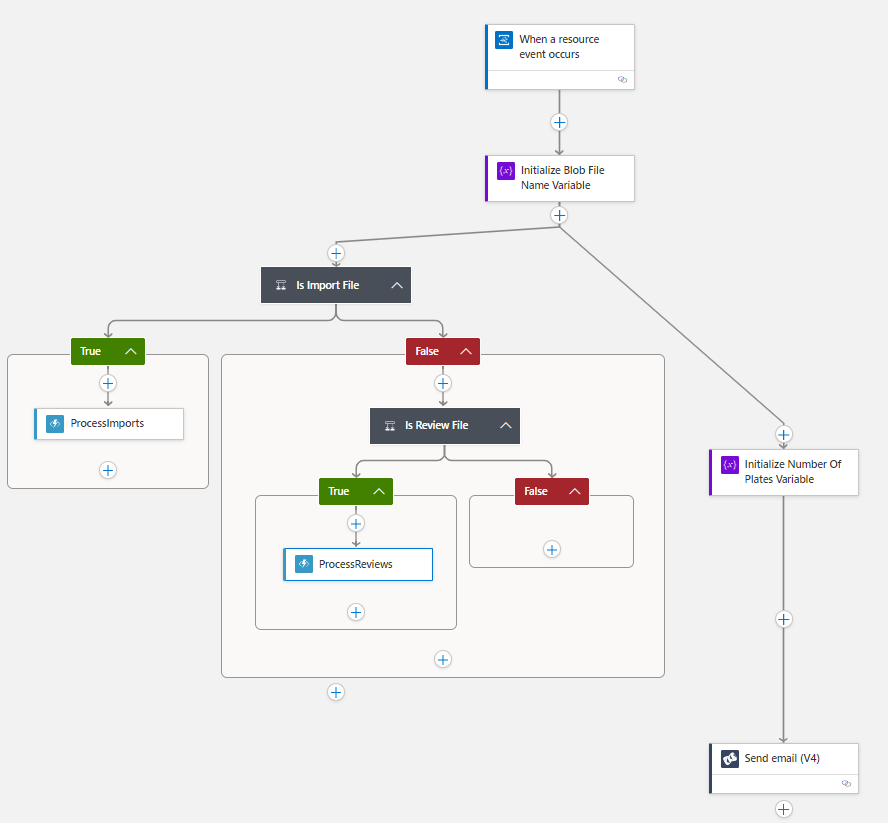 When a resource
event occurs
Initialize Blob File
Name Variable
Is Import File
True
False
ProcessImports
Is Review File
Initialize Number Of
Plates Variable
True
False
ProcessReviews
Send email (V4)